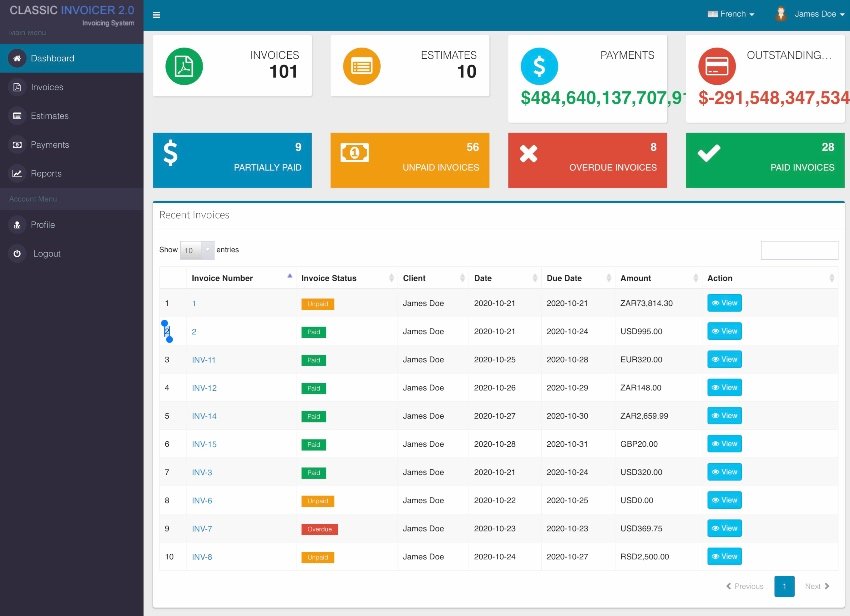 CLASSIC INVOICER 2.0
Invoicing System
Main Menu
Dashboard
Invoices
Estimates
Payments
Reports
Account Menu
Profile
Logout
French
James Doe
INVOICES
101
ESTIMATES
10
PAYMENTS
$484,640,137,707,91
OUTSTANDING...
$-291,548,347,534
9
PARTIALLY PAID
56
UNPAID INVOICES
8
OVERDUE INVOICES
28
PAID INVOICES
Recent Invoices
Show 10 entries
Invoice Number Invoice Status Client Date Due Date Amount Action
1 1 Unpaid James Doe 2020-10-21 2020-10-21 ZAR73,814.30 View
2 2 Paid James Doe 2020-10-21 2020-10-24 USD995.00 View
3 INV-11 Paid James Doe 2020-10-25 2020-10-28 EUR320.00 View
4 INV-12 Paid James Doe 2020-10-26 2020-10-29 ZAR148.00 View
5 INV-14 Paid James Doe 2020-10-27 2020-10-30 ZAR2,659.99 View
6 INV-15 Paid James Doe 2020-10-28 2020-10-31 GBP20.00 View
7 INV-3 Paid James Doe 2020-10-21 2020-10-24 USD320.00 View
8 INV-6 Unpaid James Doe 2020-10-22 2020-10-25 USD0.00 View
9 INV-7 Overdue James Doe 2020-10-23 2020-10-23 USD369.75 View
10 INV-8 Unpaid James Doe 2020-10-24 2020-10-27 RSD2,500.00 View
Previous 1 Next